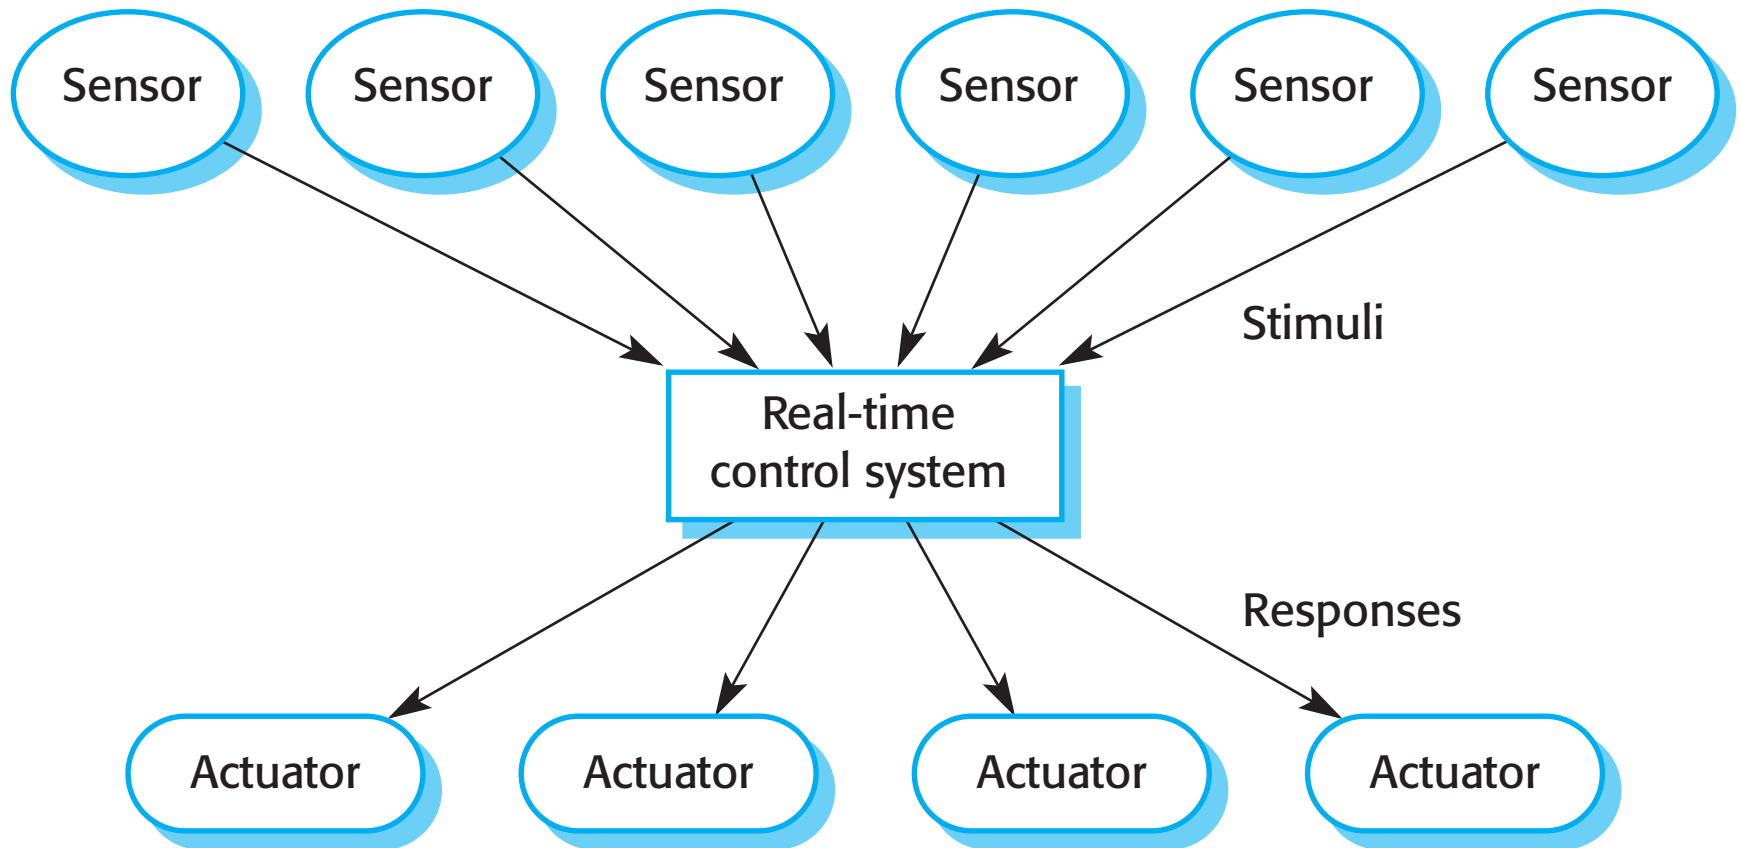 Sensor
Sensor
Sensor
Sensor
Sensor
Sensor
Stimuli
Real-time
control system
Responses
Actuator
Actuator
Actuator
Actuator